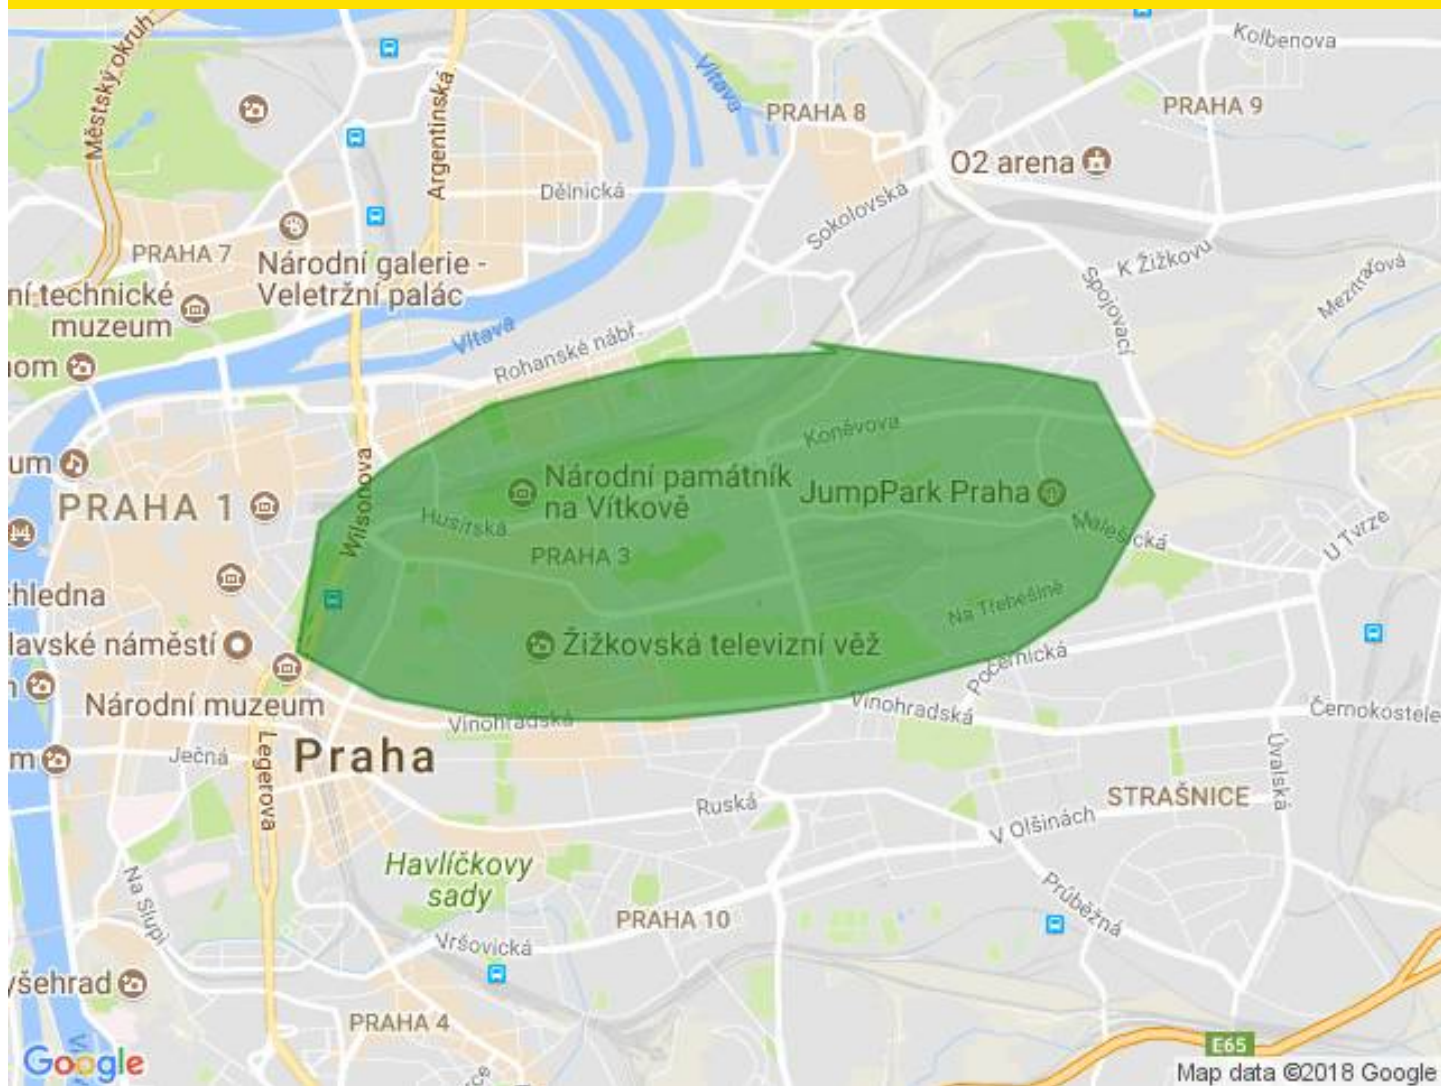 Městský okruh
Argentinská
Vltava
Kolbenova
PRAHA 8
PRAHA 9
O2 arena
Dělnická
Sokolovská
PRAHA 7
Národní galerie -
Veletržní palác
K Žižkovu
Spojovací
ní technické
muzeum
Vltava
Rohanské nábř.
nom
Koněvova
um
Wilsonova
Národní památník
na Vítkově
JumpPark Praha
PRAHA 1
Husitská
Malešická
U Tvrze
PRAHA 3
zhledna
Na Třebešíně
lavské náměstí
Žižkovská televizní věž
Počernická
Národní muzeum
Vinohradská
Vinohradská
Černokostele
Ječná
Legerova
Praha
m
Úvalská
Ruská
STRAŠNICE
V Olšinách
Havlíčkovy
sady
Na Slupi
Průběžná
PRAHA 10
Vršovická
yšehrad
PRAHA 4
E65
Google
Map data ©2018 Google